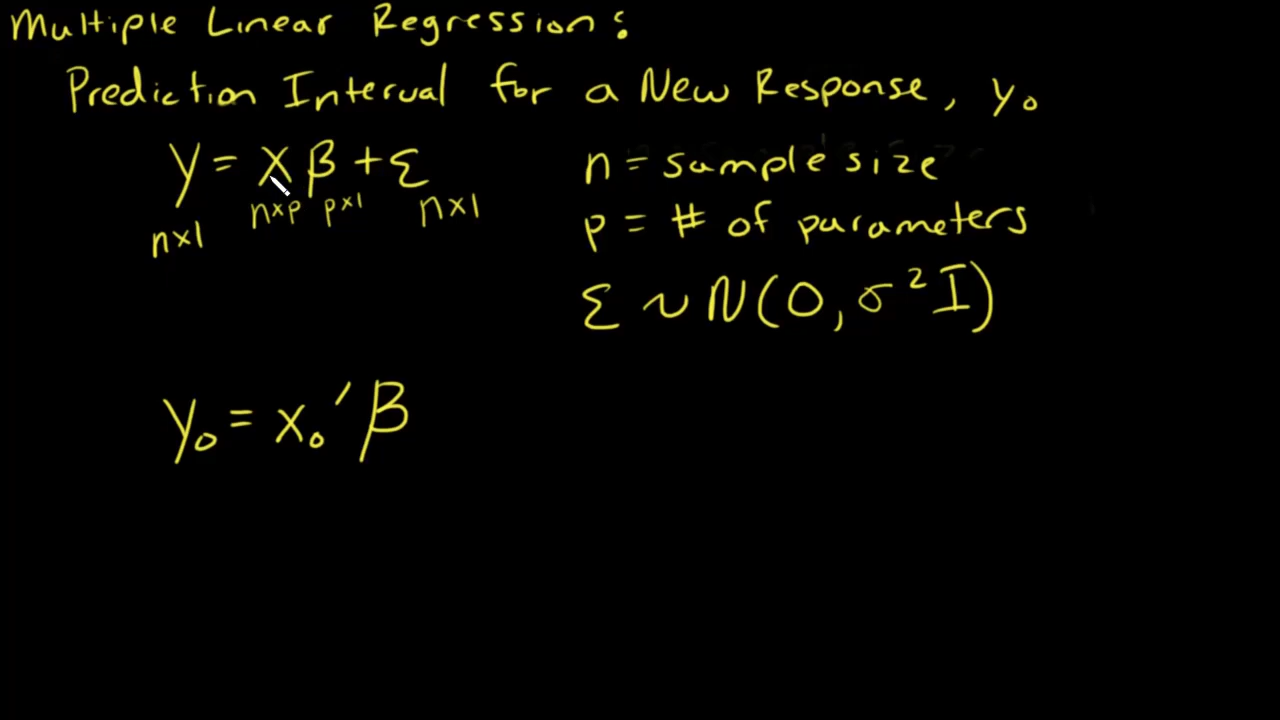 Multiple Linear Regression:
Prediction Interval for a New Response, y₀
y = Xβ + ε
n×1 n×p p×1 n×1
n = sample size
p = # of parameters
ε ~ N(0, σ²I)
y₀ = x₀′β